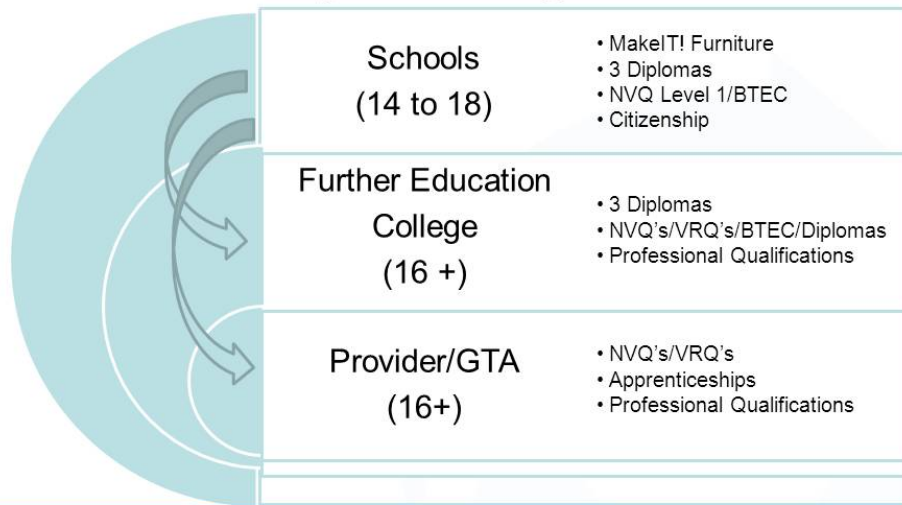 Schools
(14 to 18)
• MakeIT! Furniture
• 3 Diplomas
• NVQ Level 1/BTEC
• Citizenship
Further Education
College
(16 +)
• 3 Diplomas
• NVQ's/VRQ's/BTEC/Diplomas
• Professional Qualifications
Provider/GTA
(16+)
• NVQ's/VRQ's
• Apprenticeships
• Professional Qualifications